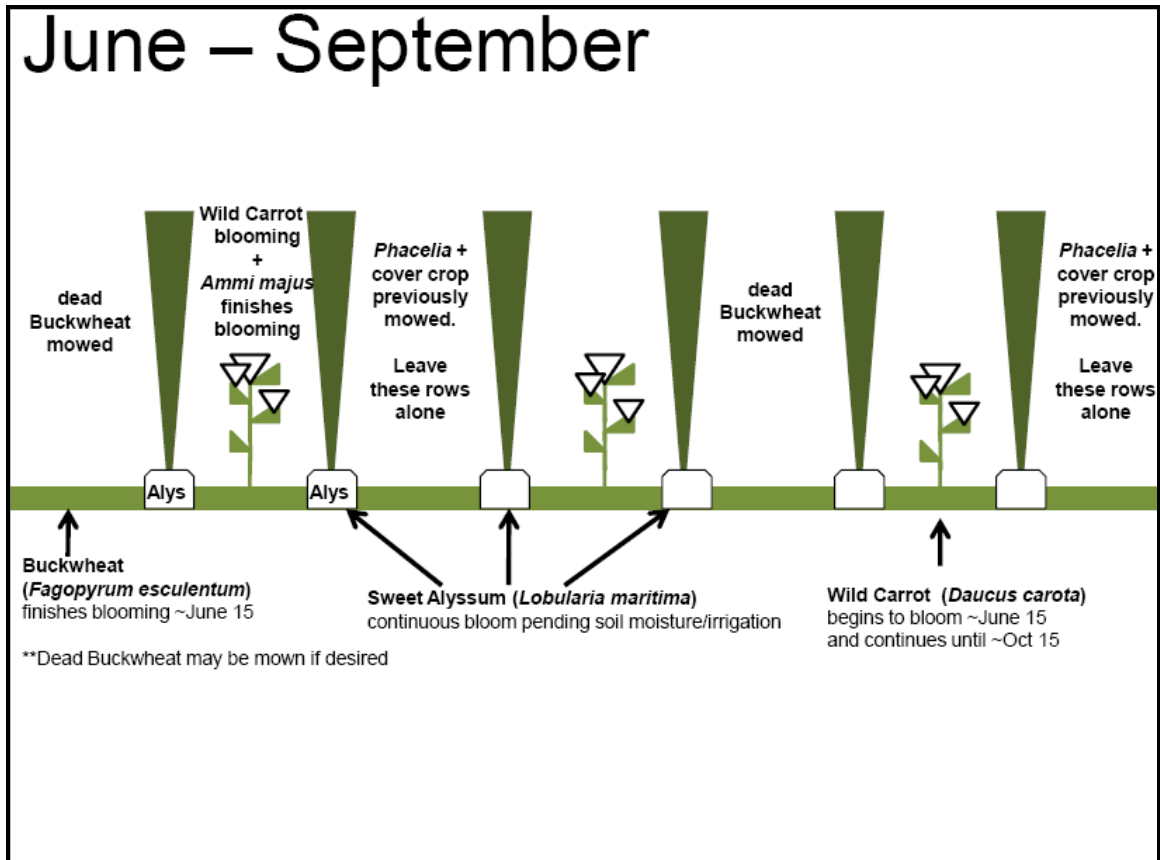 June – September
dead
Buckwheat
mowed
Wild Carrot
blooming
+
Ammi majus
finishes
blooming
Phacelia +
cover crop
previously
mowed.
Leave
these rows
alone
dead
Buckwheat
mowed
Phacelia +
cover crop
previously
mowed.
Leave
these rows
alone
Alys
Alys
Buckwheat
(Fagopyrum esculentum)
finishes blooming ~June 15
**Dead Buckwheat may be mown if desired
Sweet Alyssum (Lobularia maritima)
continuous bloom pending soil moisture/irrigation
Wild Carrot (Daucus carota)
begins to bloom ~June 15
and continues until ~Oct 15